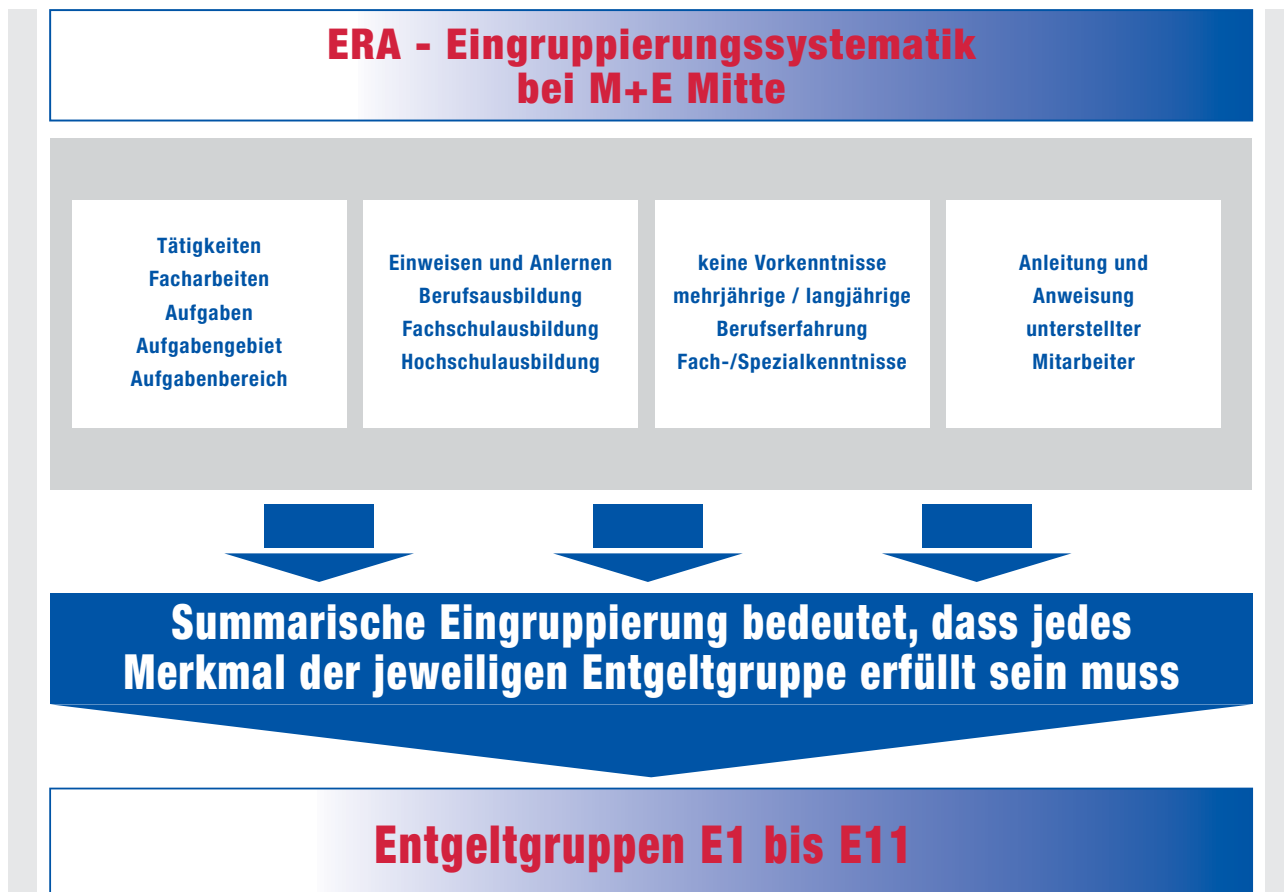 ERA - Eingruppierungssystematik
bei M+E Mitte
Tätigkeiten
Facharbeiten
Aufgaben
Aufgabengebiet
Aufgabenbereich
Einweisen und Anlernen
Berufsausbildung
Fachschulausbildung
Hochschulausbildung
keine Vorkenntnisse
mehrjährige / langjährige
Berufserfahrung
Fach-/Spezialkenntnisse
Anleitung und
Anweisung
unterstellter
Mitarbeiter
Summarische Eingruppierung bedeutet, dass jedes
Merkmal der jeweiligen Entgeltgruppe erfüllt sein muss
Entgeltgruppen E1 bis E11